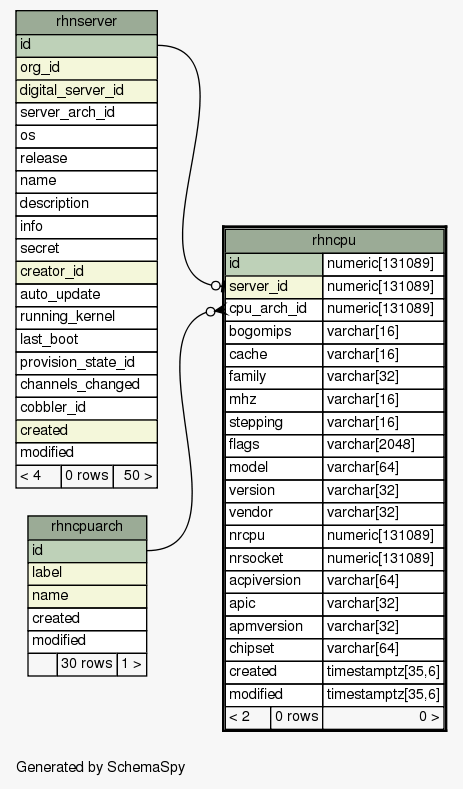 rhnserver
id
org_id
digital_server_id
server_arch_id
os
release
name
description
info
secret
creator_id
auto_update
running_kernel
last_boot
provision_state_id
channels_changed
cobbler_id
created
modified
< 4 0 rows 50 >
rhncpu
id numeric[131089]
server_id numeric[131089]
cpu_arch_id numeric[131089]
bogomips varchar[16]
cache varchar[16]
family varchar[32]
mhz varchar[16]
stepping varchar[16]
flags varchar[2048]
model varchar[64]
version varchar[32]
vendor varchar[32]
nrcpu numeric[131089]
nrsocket numeric[131089]
acpiversion varchar[64]
apic varchar[32]
apmversion varchar[32]
chipset varchar[64]
created timestamptz[35,6]
modified timestamptz[35,6]
< 2 0 rows 0 >
rhncpuarch
id
label
name
created
modified
30 rows 1 >
Generated by SchemaSpy